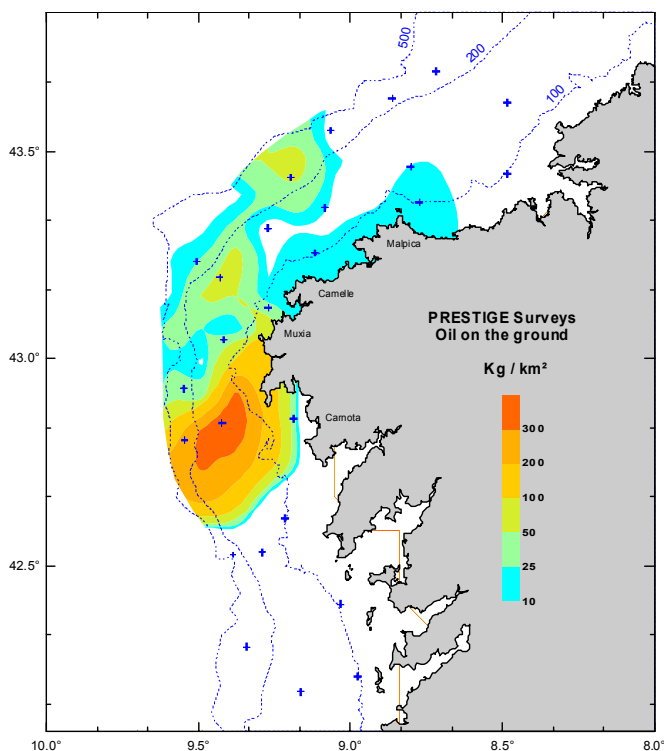 500
200
100
43.5°
Malpica
Camelle
PRESTIGE Surveys
Oil on the ground
Muxia
43.0°
Kg / km²
300
Carnota
200
100
50
25
10
42.5°
10.0°
9.5°
9.0°
8.5°
8.0°